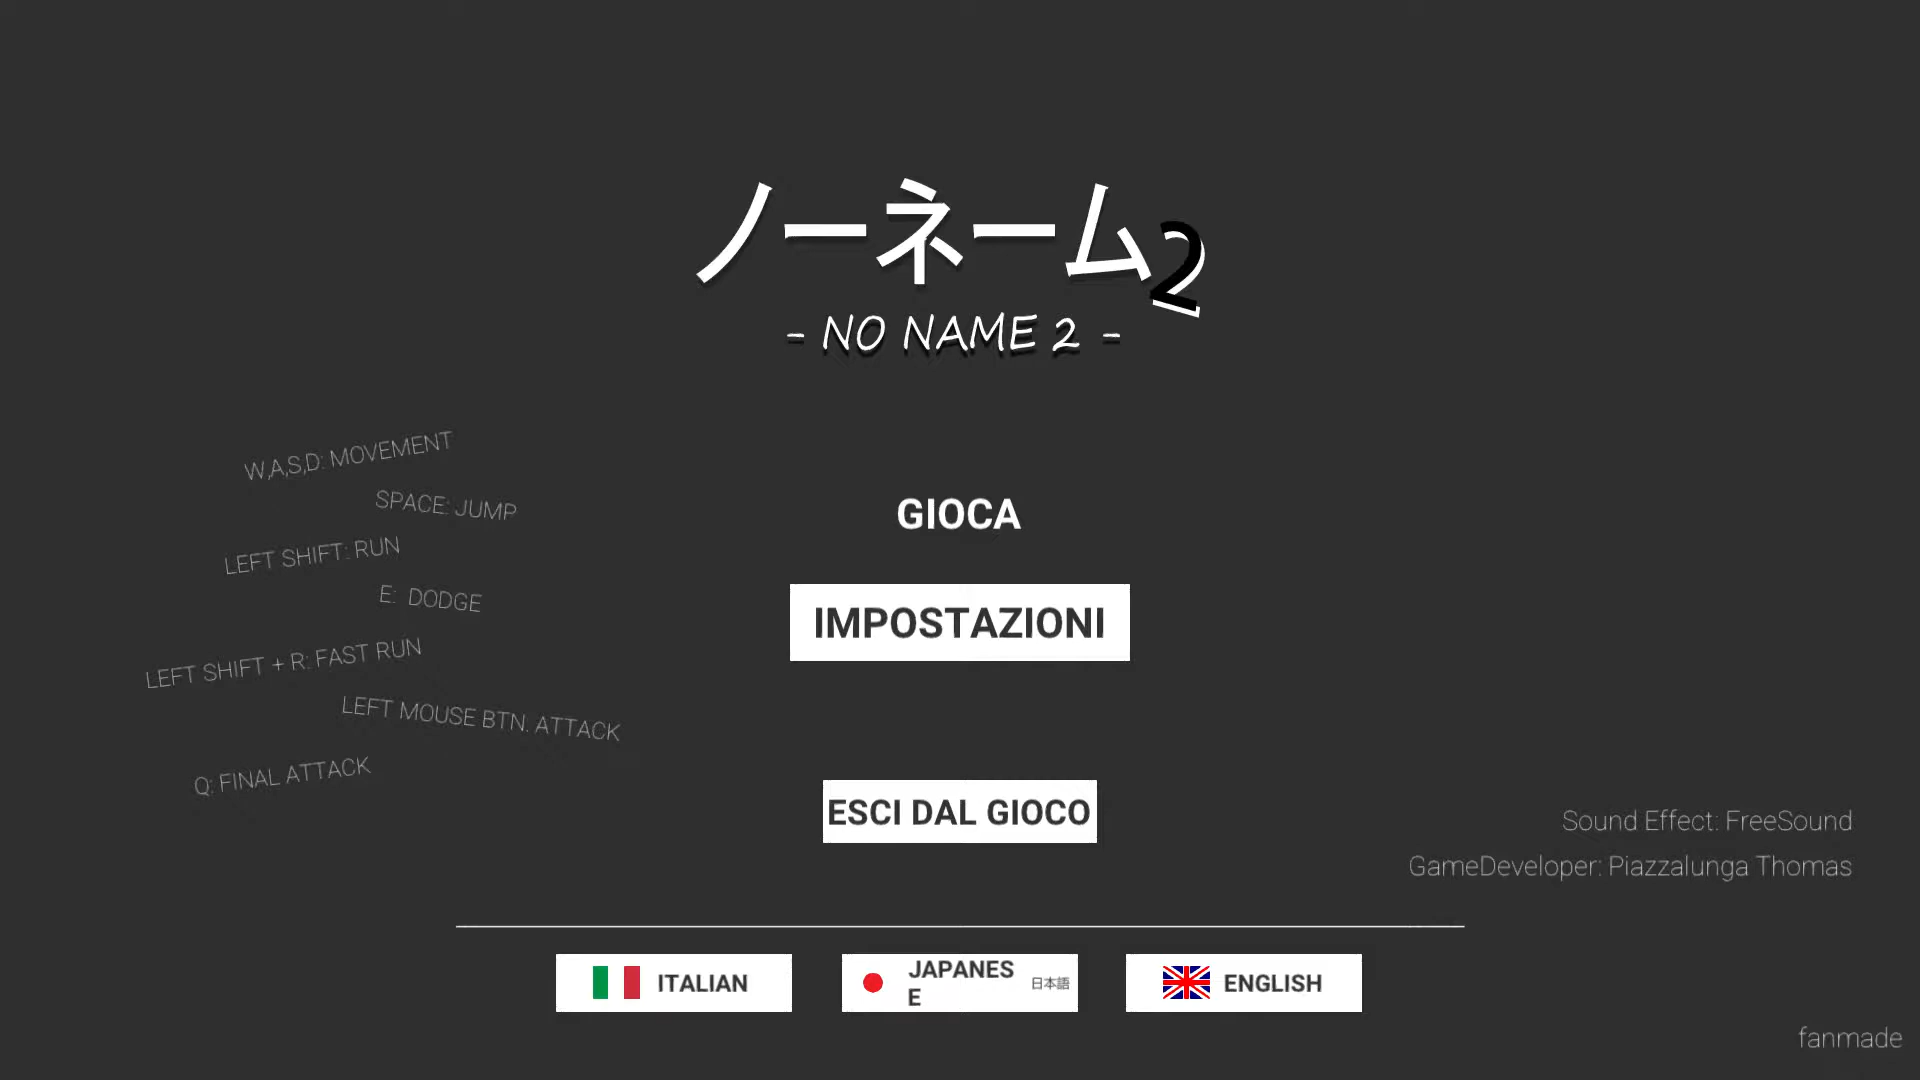 ノーネーム2
- NO NAME 2 -
W,A,S,D: MOVEMENT
SPACE: JUMP
LEFT SHIFT: RUN
E: DODGE
LEFT SHIFT + R: FAST RUN
LEFT MOUSE BTN. ATTACK
Q: FINAL ATTACK
GIOCA
IMPOSTAZIONI
ESCI DAL GIOCO
Sound Effect: FreeSound
GameDeveloper: Piazzalunga Thomas
ITALIAN
JAPANES
E
日本語
ENGLISH
fanmade